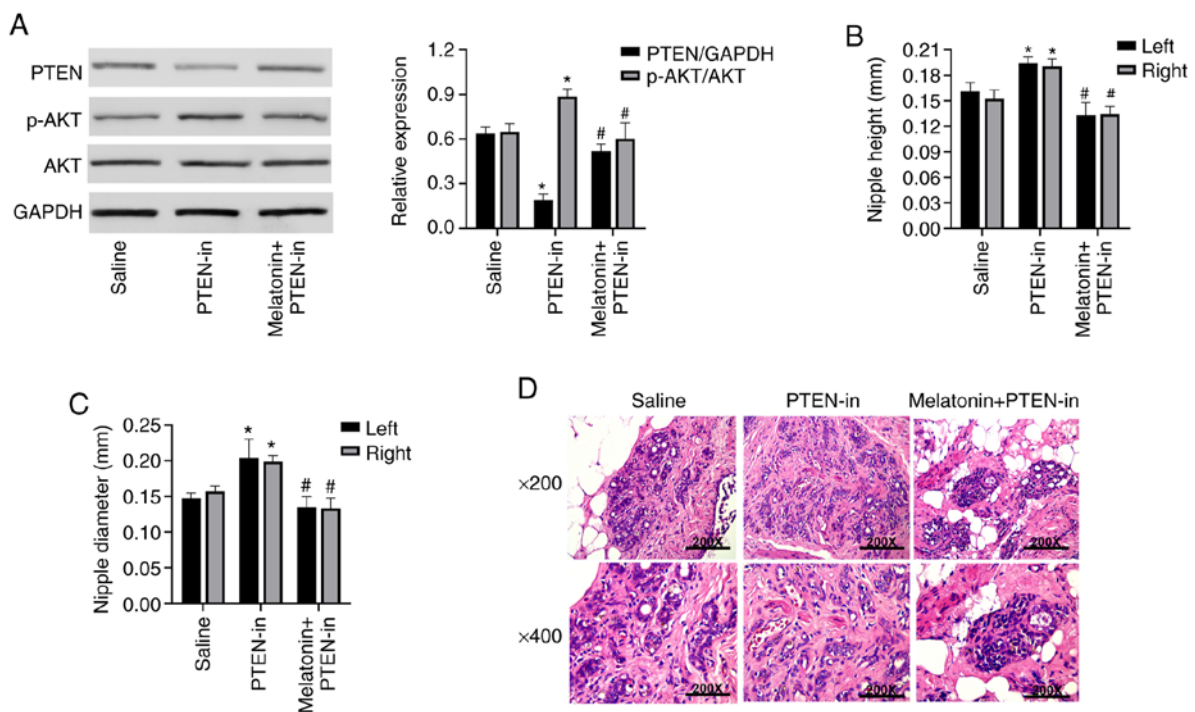 A
PTEN
p-AKT
AKT
GAPDH
Saline
PTEN-in
Melatonin+
PTEN-in
Relative expression
1.2
0.9
0.6
0.3
0.0
PTEN/GAPDH
p-AKT/AKT
*
*
#
#
Saline
PTEN-in
Melatonin+
PTEN-in
B
Nipple height (mm)
0.21
0.18
0.15
0.12
0.09
0.06
0.03
0.00
Left
Right
* *
# #
Saline
PTEN-in
Melatonin+
PTEN-in
C
Nipple diameter (mm)
0.25
0.20
0.15
0.10
0.05
0.00
Left
Right
* *
# #
Saline
PTEN-in
Melatonin+
PTEN-in
D
Saline PTEN-in Melatonin+PTEN-in
×200
200X 200X 200X
×400
200X 200X 200X